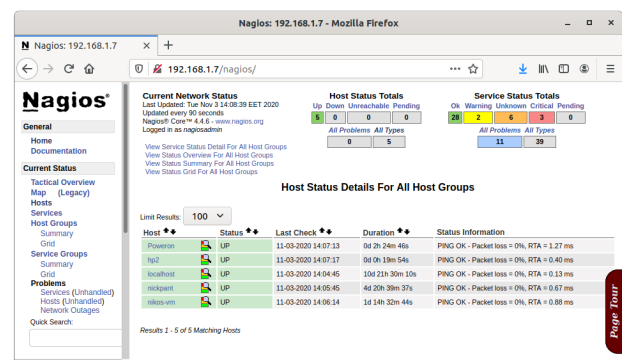 Nagios: 192.168.1.7 - Mozilla Firefox
N Nagios: 192.168.1.7 × +
192.168.1.7/nagios/
Nagios®
General
Home
Documentation
Current Status
Tactical Overview
Map (Legacy)
Hosts
Services
Host Groups
Summary
Grid
Service Groups
Summary
Grid
Problems
Services (Unhandled)
Hosts (Unhandled)
Network Outages
Quick Search:
Current Network Status
Last Updated: Tue Nov 3 14:08:39 EET 2020
Updated every 90 seconds
Nagios® Core™ 4.4.6 - www.nagios.org
Logged in as nagiosadmin
View Service Status Detail For All Host Groups
View Status Overview For All Host Groups
View Status Summary For All Host Groups
View Status Grid For All Host Groups
Host Status Totals
Up Down Unreachable Pending
5 0 0 0
All Problems All Types
0 5
Service Status Totals
Ok Warning Unknown Critical Pending
28 2 6 3 0
All Problems All Types
11 39
Host Status Details For All Host Groups
Limit Results: 100
Host Status Last Check Duration Status Information
Poweron UP 11-03-2020 14:07:13 0d 2h 24m 46s PING OK - Packet loss = 0%, RTA = 1.27 ms
hp2 UP 11-03-2020 14:07:17 0d 0h 19m 54s PING OK - Packet loss = 0%, RTA = 0.40 ms
localhost UP 11-03-2020 14:04:45 10d 21h 30m 10s PING OK - Packet loss = 0%, RTA = 0.13 ms
nickpant UP 11-03-2020 14:05:45 4d 20h 39m 37s PING OK - Packet loss = 0%, RTA = 0.67 ms
nikos-vm UP 11-03-2020 14:06:14 1d 14h 32m 44s PING OK - Packet loss = 0%, RTA = 0.88 ms
Results 1 - 5 of 5 Matching Hosts
Page Tour